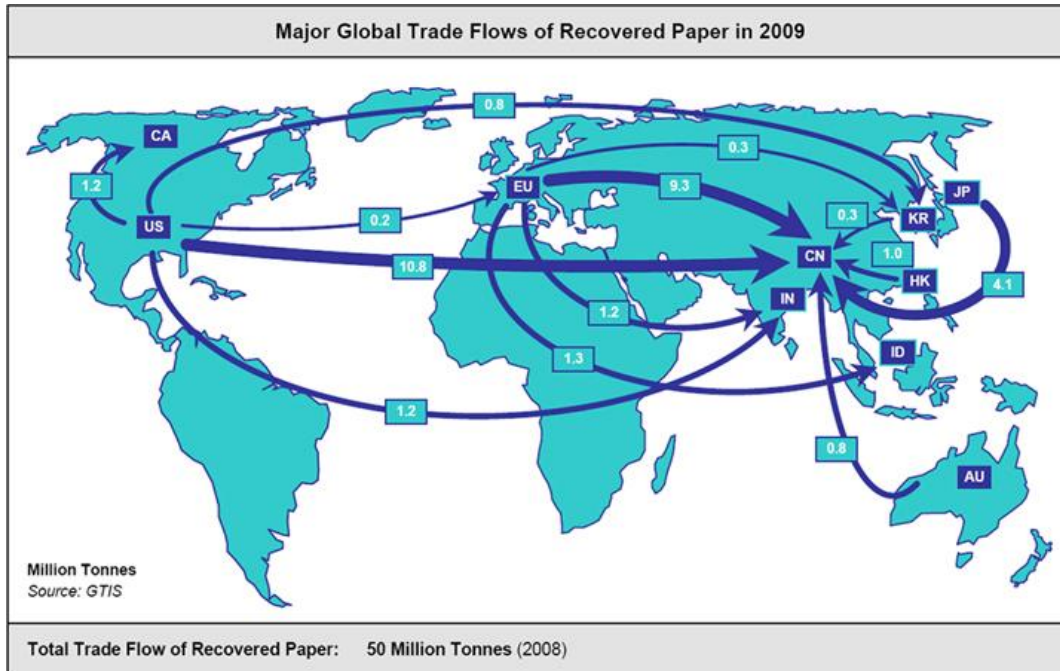 Major Global Trade Flows of Recovered Paper in 2009
0.8
CA
0.3
1.2
EU
9.3
JP
US
0.2
0.3
KR
CN
1.0
10.8
HK
4.1
IN
1.2
1.3
ID
1.2
0.8
AU
Million Tonnes
Source: GTIS
Total Trade Flow of Recovered Paper: 50 Million Tonnes (2008)